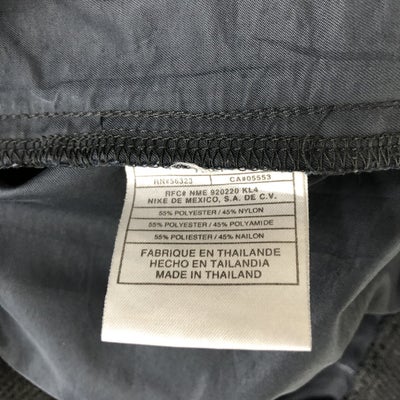 RN#56323 CA#05553
RFC# NME 920220 KL4
NIKE DE MEXICO, S.A. DE C.V.
55% POLYESTER / 45% NYLON
55% POLYESTER / 45% POLYAMIDE
55% POLIESTER / 45% NAILON
FABRIQUE EN THAILANDE
HECHO EN TAILANDIA
MADE IN THAILAND